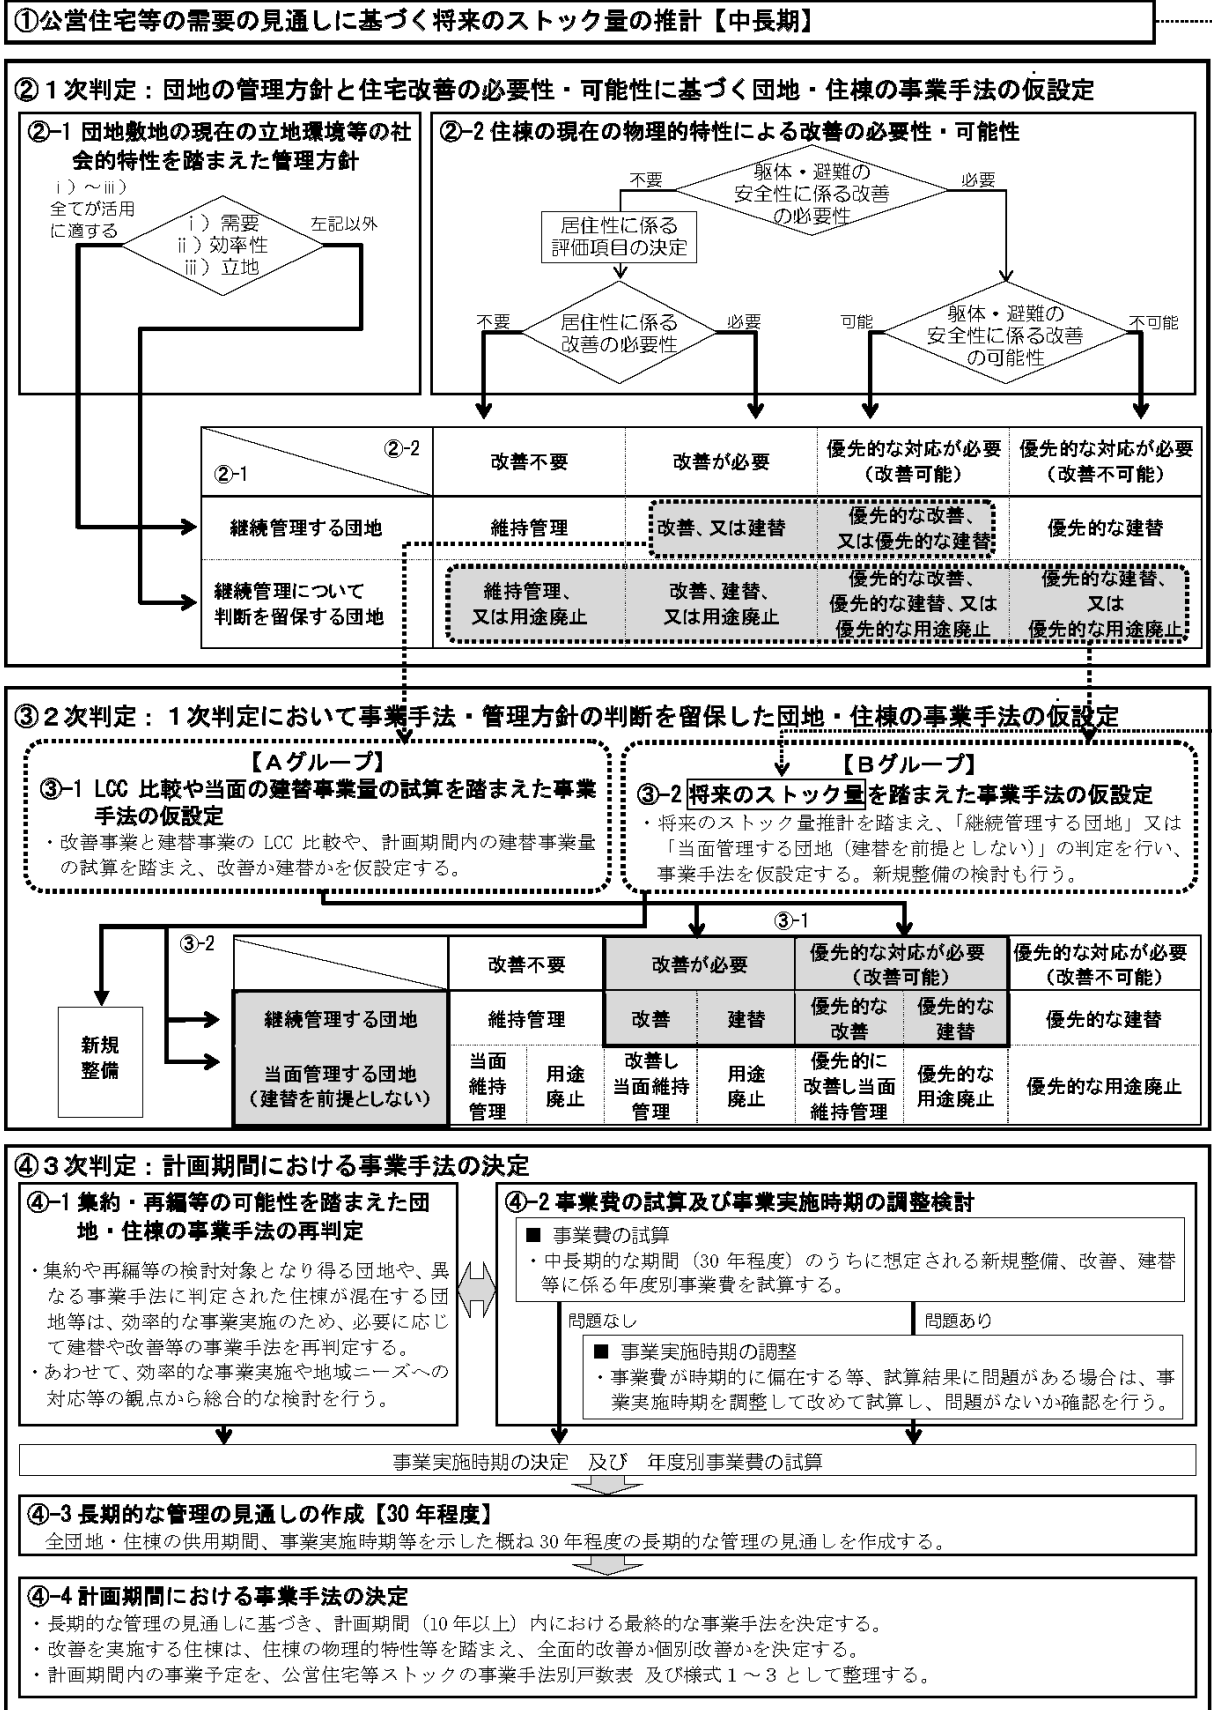 ①公営住宅等の需要の見通しに基づく将来のストック量の推計【中長期】
②1次判定：団地の管理方針と住宅改善の必要性・可能性に基づく団地・住棟の事業手法の仮設定
②-1 団地敷地の現在の立地環境等の社
会的特性を踏まえた管理方針
ⅰ）～ⅲ）
全てが活用
に適する
ⅰ）需要
ⅱ）効率性
ⅲ）立地
左記以外
②-2 住棟の現在の物理的特性による改善の必要性・可能性
不要
躯体・避難の
安全性に係る改善
の必要性
必要
居住性に係る
評価項目の決定
不要
居住性に係る
改善の必要性
必要
可能
躯体・避難の
安全性に係る改善
の可能性
不可能
②-2
②-1
改善不要
改善が必要
優先的な対応が必要
（改善可能）
優先的な対応が必要
（改善不可能）
継続管理する団地
維持管理
改善、又は建替
優先的な改善、
又は優先的な建替
優先的な建替
継続管理について
判断を留保する団地
維持管理、
又は用途廃止
改善、建替、
又は用途廃止
優先的な改善、
優先的な建替、又は
優先的な用途廃止
優先的な建替、
又は
優先的な用途廃止
③2次判定：１次判定において事業手法・管理方針の判断を留保した団地・住棟の事業手法の仮設定
【Aグループ】
③-1 LCC 比較や当面の建替事業量の試算を踏まえた事業
手法の仮設定
・改善事業と建替事業の LCC 比較や、計画期間内の建替事業量
の試算を踏まえ、改善か建替かを仮設定する。
【Bグループ】
③-2 将来のストック量を踏まえた事業手法の仮設定
・将来のストック量推計を踏まえ、「継続管理する団地」又は
「当面管理する団地（建替を前提としない）」の判定を行い、
事業手法を仮設定する。新規整備の検討も行う。
③-1
③-2
改善不要
改善が必要
優先的な対応が必要
（改善可能）
優先的な対応が必要
（改善不可能）
新規
整備
継続管理する団地
維持管理
改善
建替
優先的な
改善
優先的な
建替
優先的な建替
当面管理する団地
（建替を前提としない）
当面
維持
管理
用途
廃止
改善し
当面維持
管理
用途
廃止
優先的に
改善し当面
維持管理
優先的な
用途廃止
優先的な用途廃止
④3次判定：計画期間における事業手法の決定
④-1 集約・再編等の可能性を踏まえた団
地・住棟の事業手法の再判定
・集約や再編等の検討対象となり得る団地や、異
なる事業手法に判定された住棟が混在する団
地等は、効率的な事業実施のため、必要に応じ
て建替や改善等の事業手法を再判定する。
・あわせて、効率的な事業実施や地域ニーズへの
対応等の観点から総合的な検討を行う。
④-2 事業費の試算及び事業実施時期の調整検討
■ 事業費の試算
・中長期的な期間（30 年程度）のうちに想定される新規整備、改善、建替
等に係る年度別事業費を試算する。
問題なし
問題あり
■ 事業実施時期の調整
・事業費が時期的に偏在する等、試算結果に問題がある場合は、事
業実施時期を調整して改めて試算し、問題がないか確認を行う。
事業実施時期の決定　及び　年度別事業費の試算
④-3 長期的な管理の見通しの作成【30 年程度】
全団地・住棟の供用期間、事業実施時期等を示した概ね 30 年程度の長期的な管理の見通しを作成する。
④-4 計画期間における事業手法の決定
・長期的な管理の見通しに基づき、計画期間（10 年以上）内における最終的な事業手法を決定する。
・改善を実施する住棟は、住棟の物理的特性等を踏まえ、全面的改善か個別改善かを決定する。
・計画期間内の事業予定を、公営住宅等ストックの事業手法別戸数表 及び様式１～３として整理する。